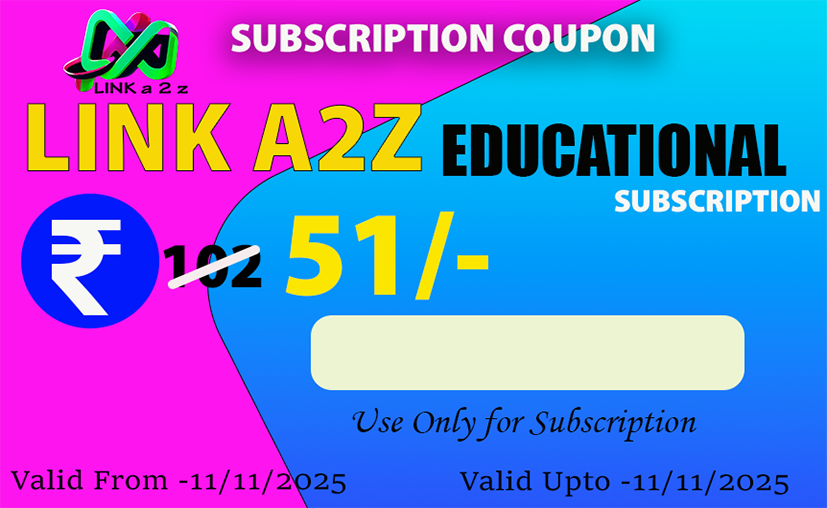 SUBSCRIPTION COUPON
LINK a 2 z
LINK A2Z EDUCATIONAL
SUBSCRIPTION
₹ 102 51/-
Use Only for Subscription
Valid From -11/11/2025 Valid Upto -11/11/2025